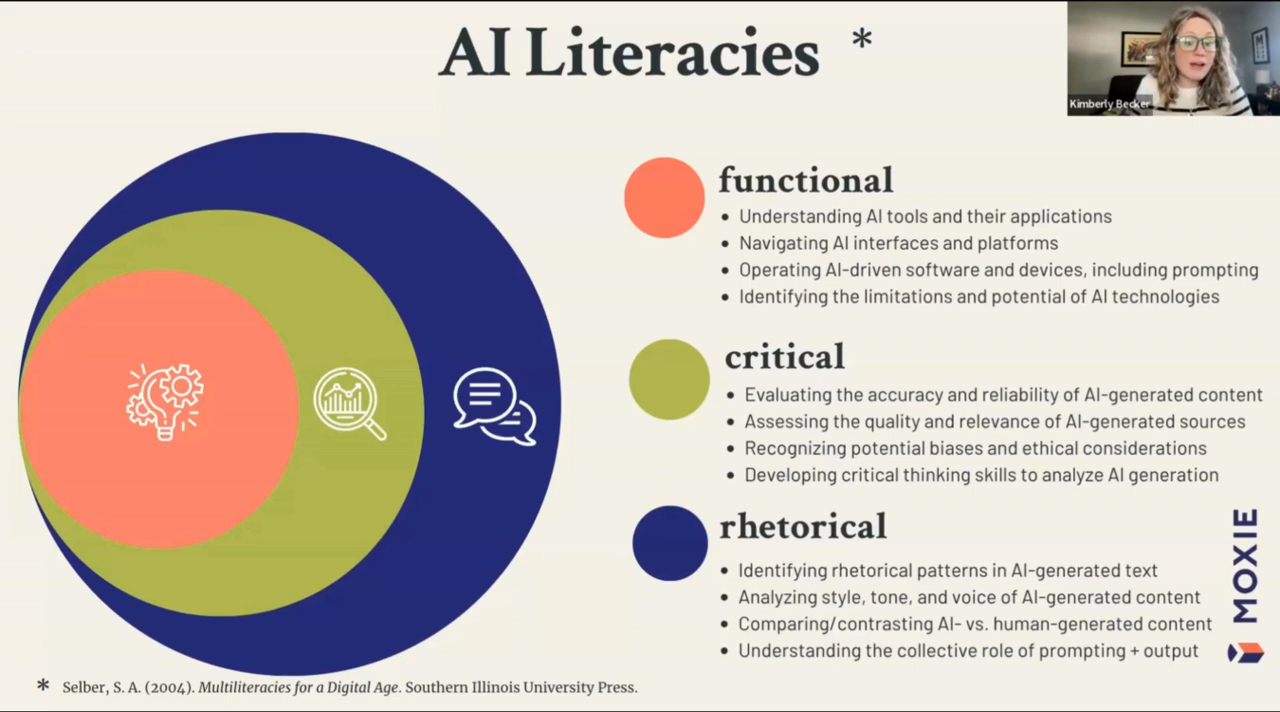 AI Literacies *
Kimberly Becker
functional
• Understanding AI tools and their applications
• Navigating AI interfaces and platforms
• Operating AI-driven software and devices, including prompting
• Identifying the limitations and potential of AI technologies
critical
• Evaluating the accuracy and reliability of AI-generated content
• Assessing the quality and relevance of AI-generated sources
• Recognizing potential biases and ethical considerations
• Developing critical thinking skills to analyze AI generation
rhetorical
• Identifying rhetorical patterns in AI-generated text
• Analyzing style, tone, and voice of AI-generated content
• Comparing/contrasting AI- vs. human-generated content
• Understanding the collective role of prompting + output
MOXIE
* Selber, S. A. (2004). Multiliteracies for a Digital Age. Southern Illinois University Press.